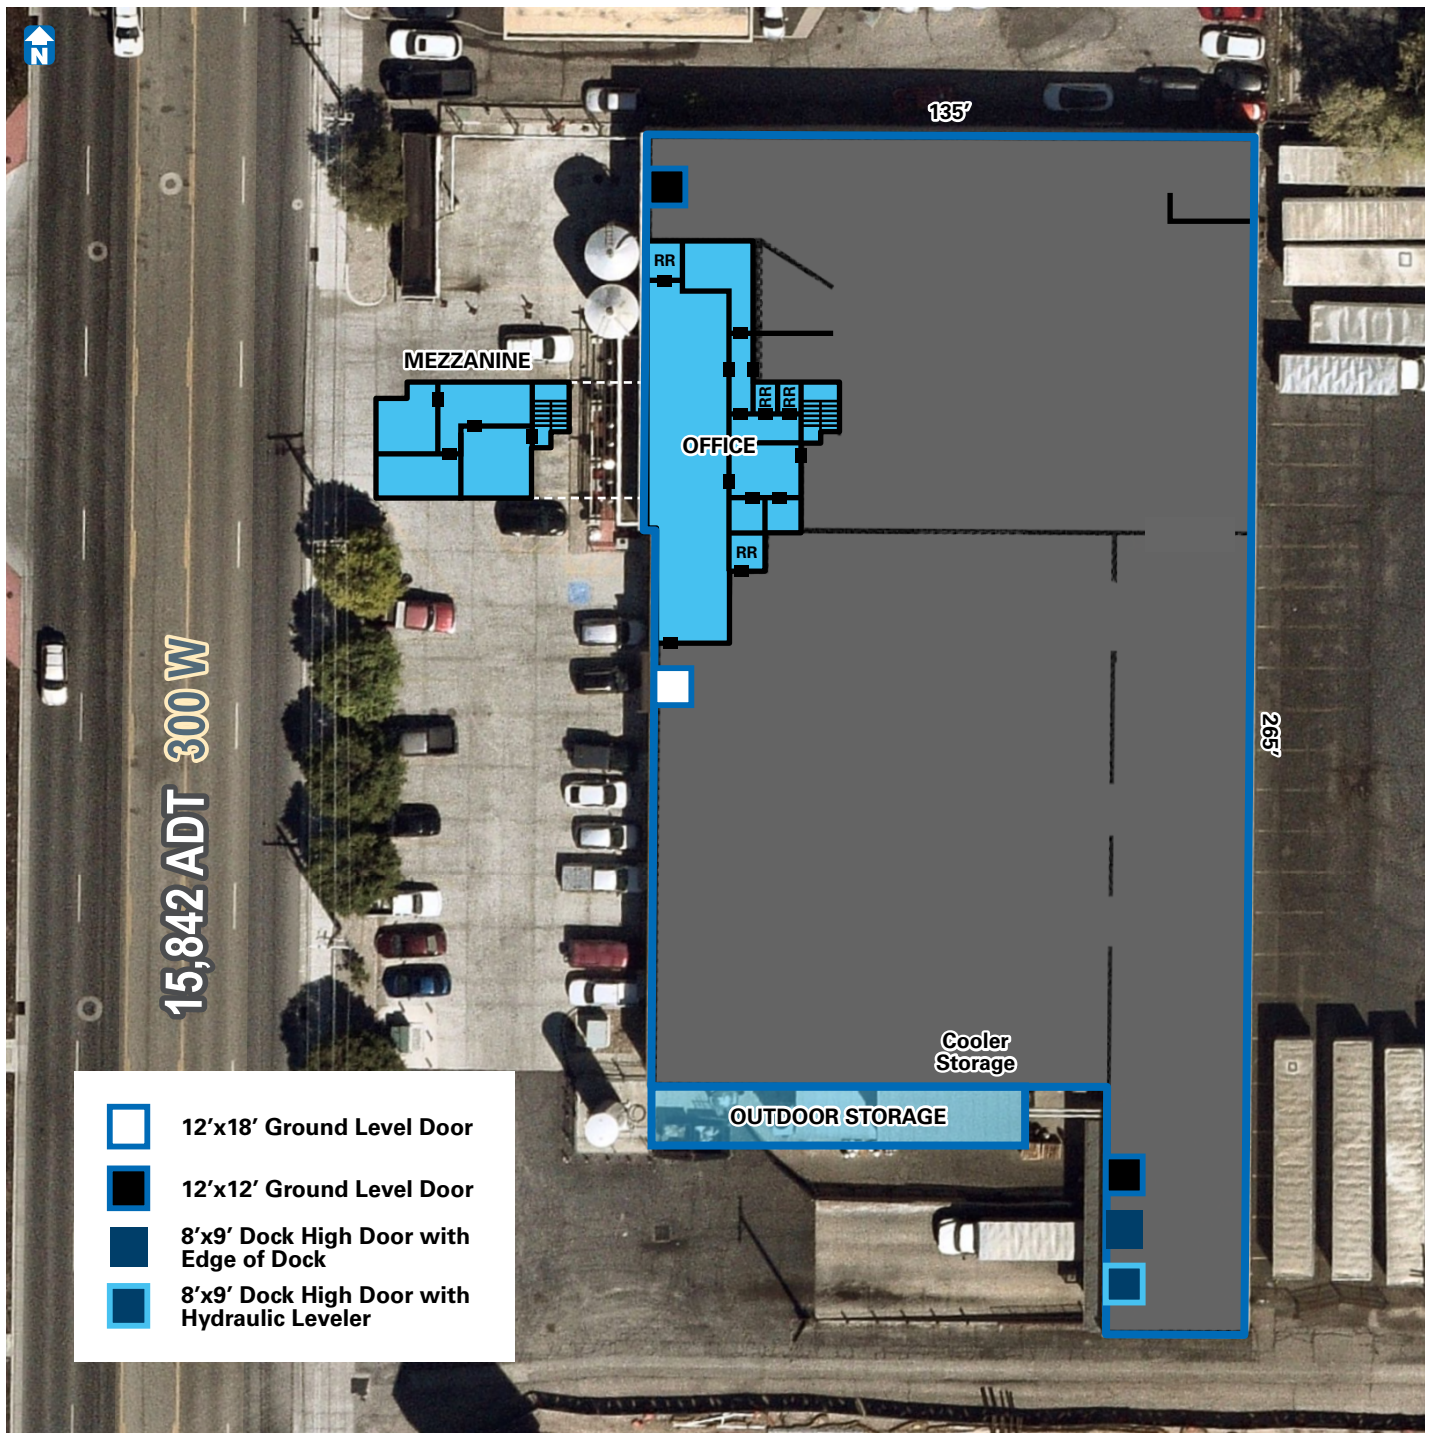 N
135'
RR
MEZZANINE
RR
RR
OFFICE
RR
265'
300 W
15,842 ADT
Cooler
Storage
OUTDOOR STORAGE
12'x18' Ground Level Door
12'x12' Ground Level Door
8'x9' Dock High Door with
Edge of Dock
8'x9' Dock High Door with
Hydraulic Leveler